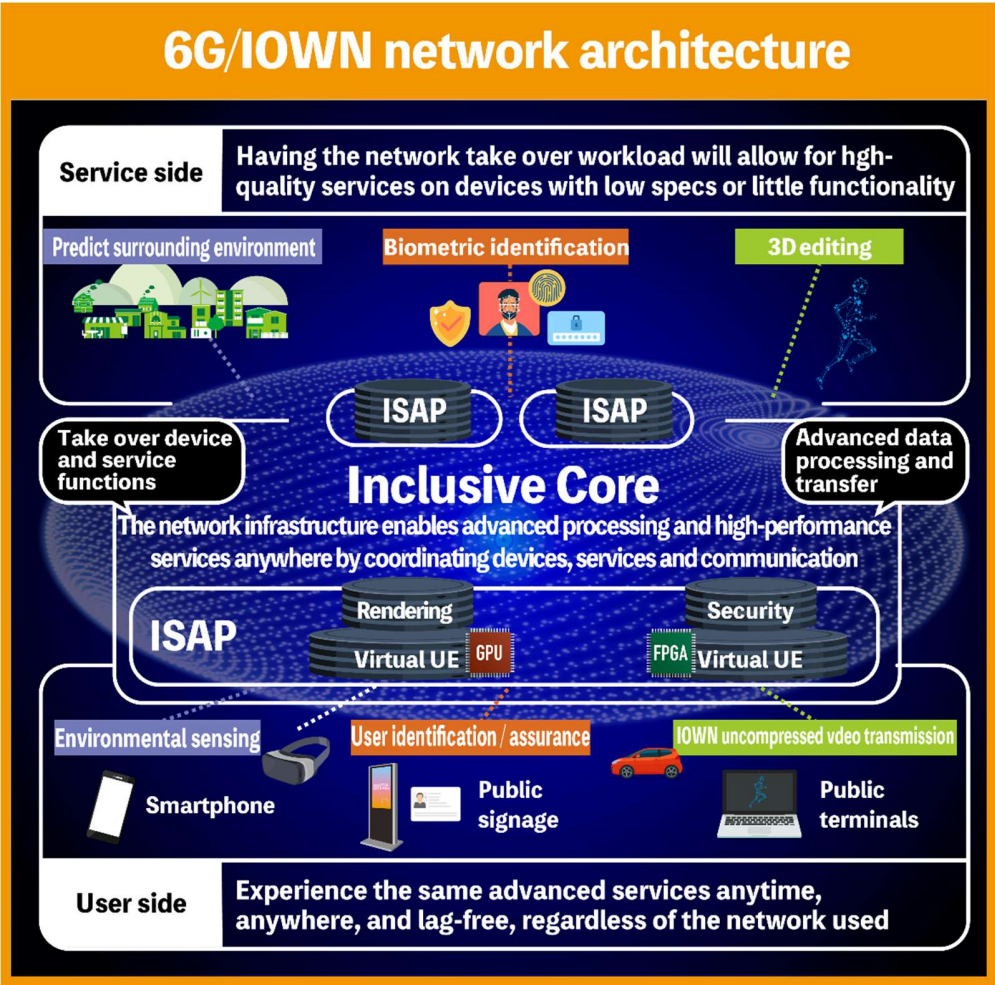 6G/IOWN network architecture
Service side
Having the network take over workload will allow for hgh-
quality services on devices with low specs or little functionality
Predict surrounding environment
Biometric identification
3D editing
ISAP
ISAP
Take over device
and service
functions
Advanced data
processing and
transfer
Inclusive Core
The network infrastructure enables advanced processing and high-performance
services anywhere by coordinating devices, services and communication
ISAP
Rendering
Virtual UE
GPU
Security
FPGA
Virtual UE
Environmental sensing
User identification / assurance
IOWN uncompressed vdeo transmission
Smartphone
Public
signage
Public
terminals
User side
Experience the same advanced services anytime,
anywhere, and lag-free, regardless of the network used